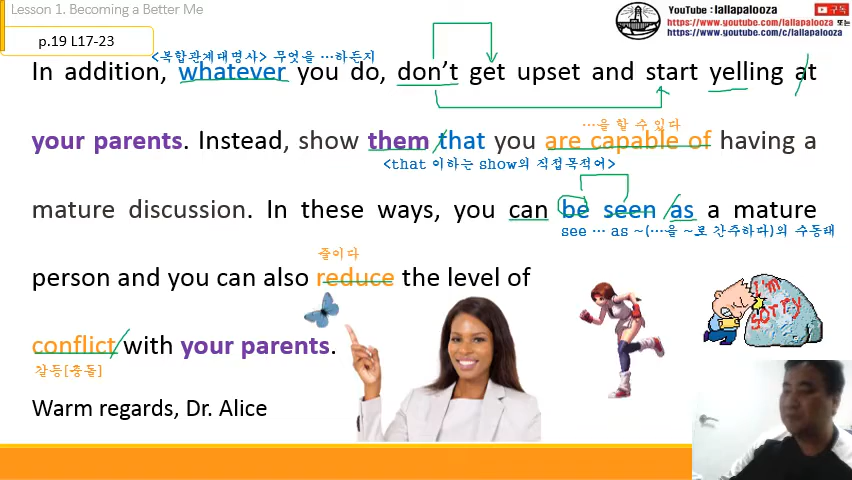 Lesson 1. Becoming a Better Me
YouTube : lallapalooza
구독
https://www.youtube.com/lallapalooza 또는
http://www.youtube.com/c/lallapalooza
p.19 L17-23
<복합관계대명사> 무엇을 …하든지
In addition, whatever you do, don't get upset and start yelling at
…을 할 수 있다
your parents. Instead, show them that you are capable of having a
<that 이하는 show의 직접목적어>
mature discussion. In these ways, you can be seen as a mature
see … as ~(…을 ~로 간주하다)의 수동태
줄이다
person and you can also reduce the level of
conflict with your parents.
갈등[충돌]
Warm regards, Dr. Alice
I'm
sorry